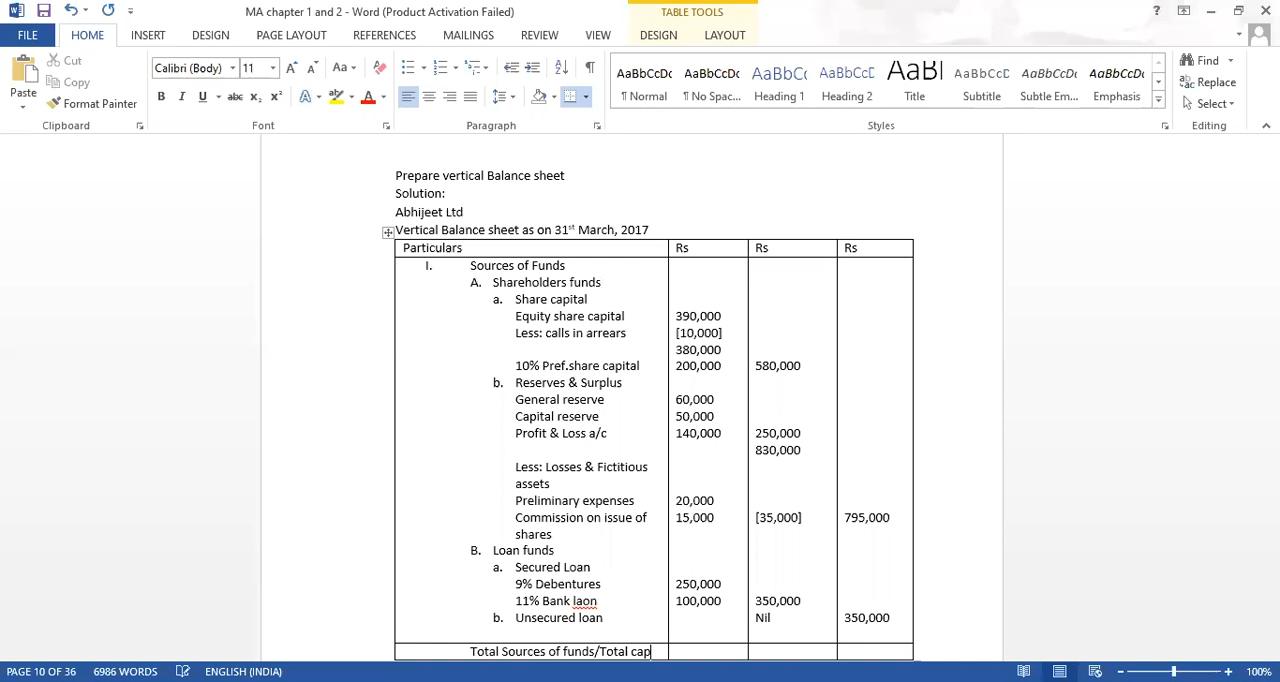 MA chapter 1 and 2 - Word (Product Activation Failed)
TABLE TOOLS
FILE HOME INSERT DESIGN PAGE LAYOUT REFERENCES MAILINGS REVIEW VIEW DESIGN LAYOUT
Paste
Cut
Copy
Format Painter
Clipboard
Calibri (Body) 11
Font
Paragraph
AaBbCcDc AaBbCcDc AaBbCc AaBbCcD AaBl AaBbCcD AaBbCcDc AaBbCcDc
¶ Normal ¶ No Spac... Heading 1 Heading 2 Title Subtitle Subtle Em... Emphasis
Styles
Find
Replace
Select
Editing
Prepare vertical Balance sheet
Solution:
Abhijeet Ltd
Vertical Balance sheet as on 31st March, 2017
Particulars Rs Rs Rs
I. Sources of Funds
A. Shareholders funds
a. Share capital
Equity share capital 390,000
Less: calls in arrears [10,000]
380,000
10% Pref.share capital 200,000 580,000
b. Reserves & Surplus
General reserve 60,000
Capital reserve 50,000
Profit & Loss a/c 140,000 250,000
830,000
Less: Losses & Fictitious
assets
Preliminary expenses 20,000
Commission on issue of 15,000 [35,000] 795,000
shares
B. Loan funds
a. Secured Loan
9% Debentures 250,000
11% Bank laon 100,000 350,000
b. Unsecured loan Nil 350,000
Total Sources of funds/Total cap
PAGE 10 OF 36 6986 WORDS ENGLISH (INDIA) 100%